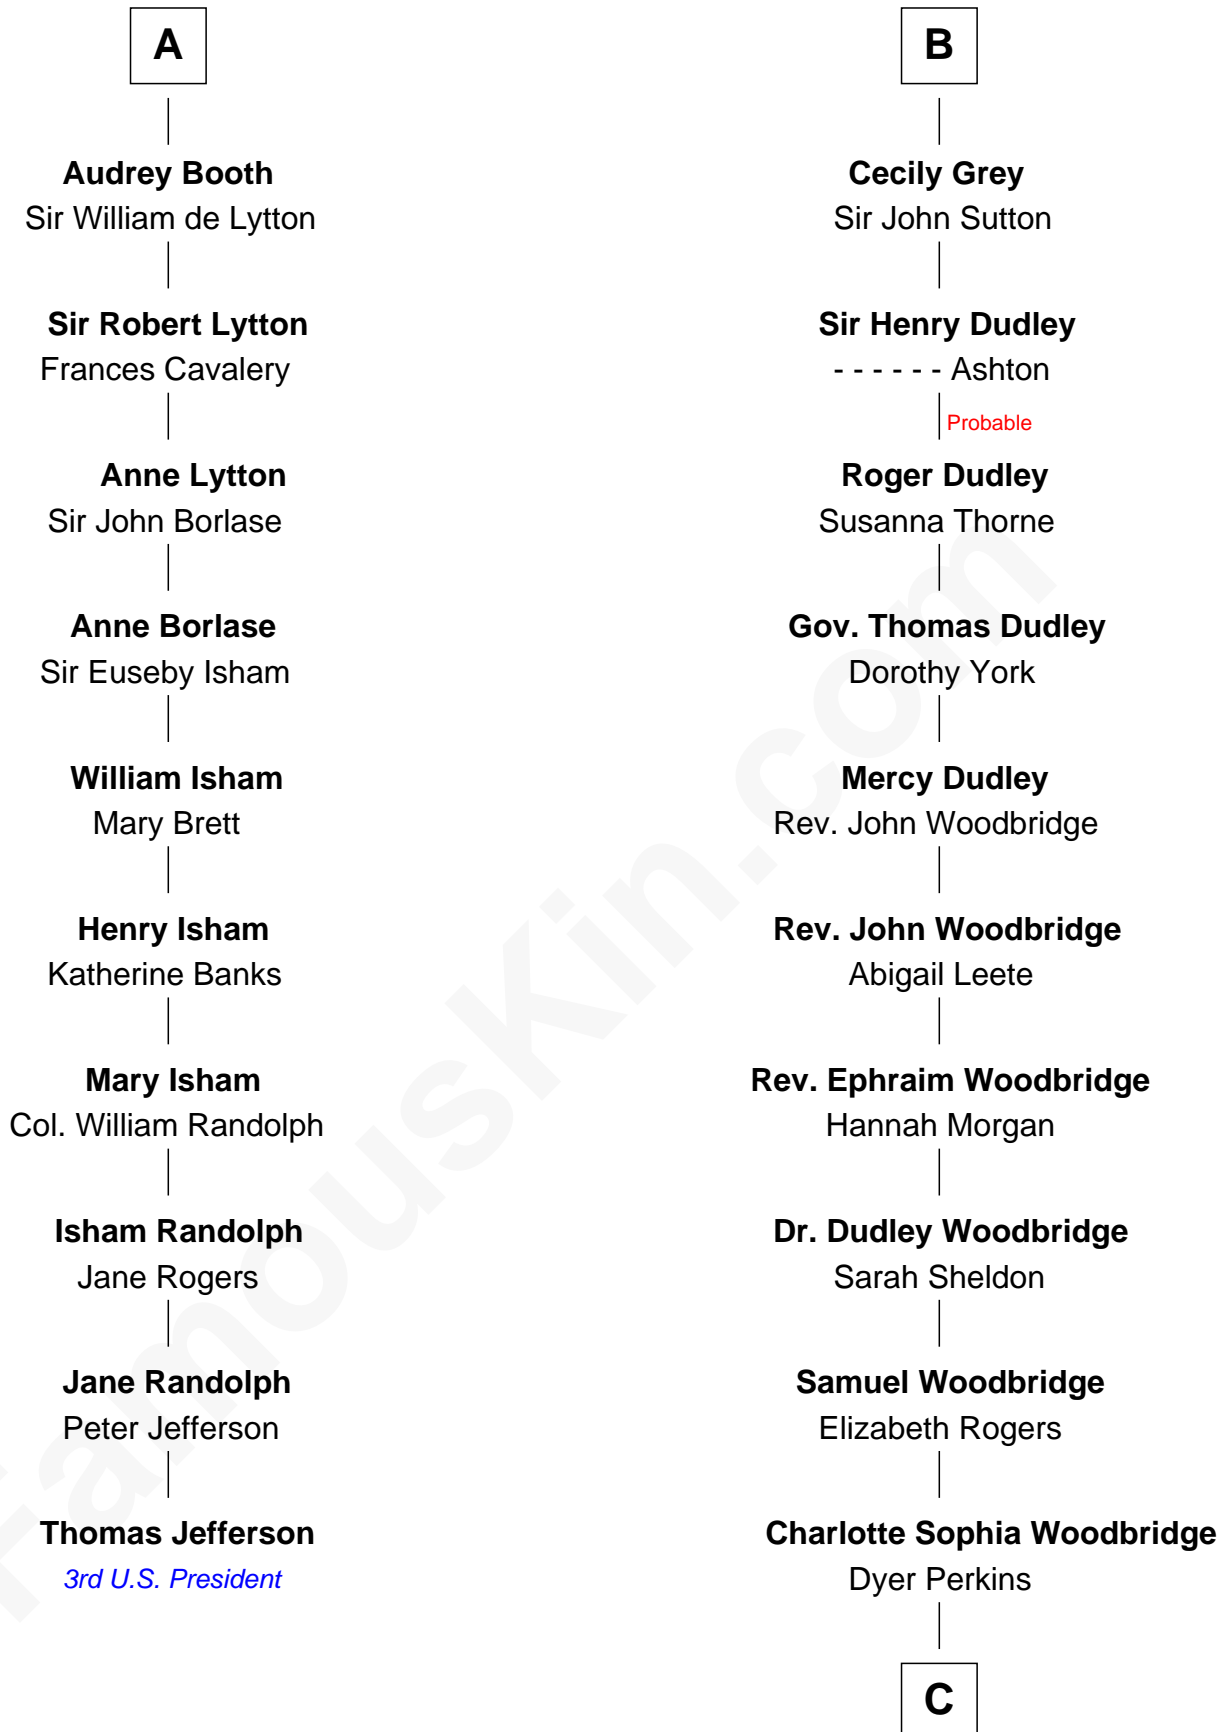 A
Audrey Booth
Sir William de Lytton
Sir Robert Lytton
Frances Cavalery
Anne Lytton
Sir John Borlase
Anne Borlase
Sir Euseby Isham
William Isham
Mary Brett
Henry Isham
Katherine Banks
Mary Isham
Col. William Randolph
Isham Randolph
Jane Rogers
Jane Randolph
Peter Jefferson
Thomas Jefferson
3rd U.S. President
B
Cecily Grey
Sir John Sutton
Sir Henry Dudley
- - - - - - Ashton
Probable
Roger Dudley
Susanna Thorne
Gov. Thomas Dudley
Dorothy York
Mercy Dudley
Rev. John Woodbridge
Rev. John Woodbridge
Abigail Leete
Rev. Ephraim Woodbridge
Hannah Morgan
Dr. Dudley Woodbridge
Sarah Sheldon
Samuel Woodbridge
Elizabeth Rogers
Charlotte Sophia Woodbridge
Dyer Perkins
C
FamousKin.com